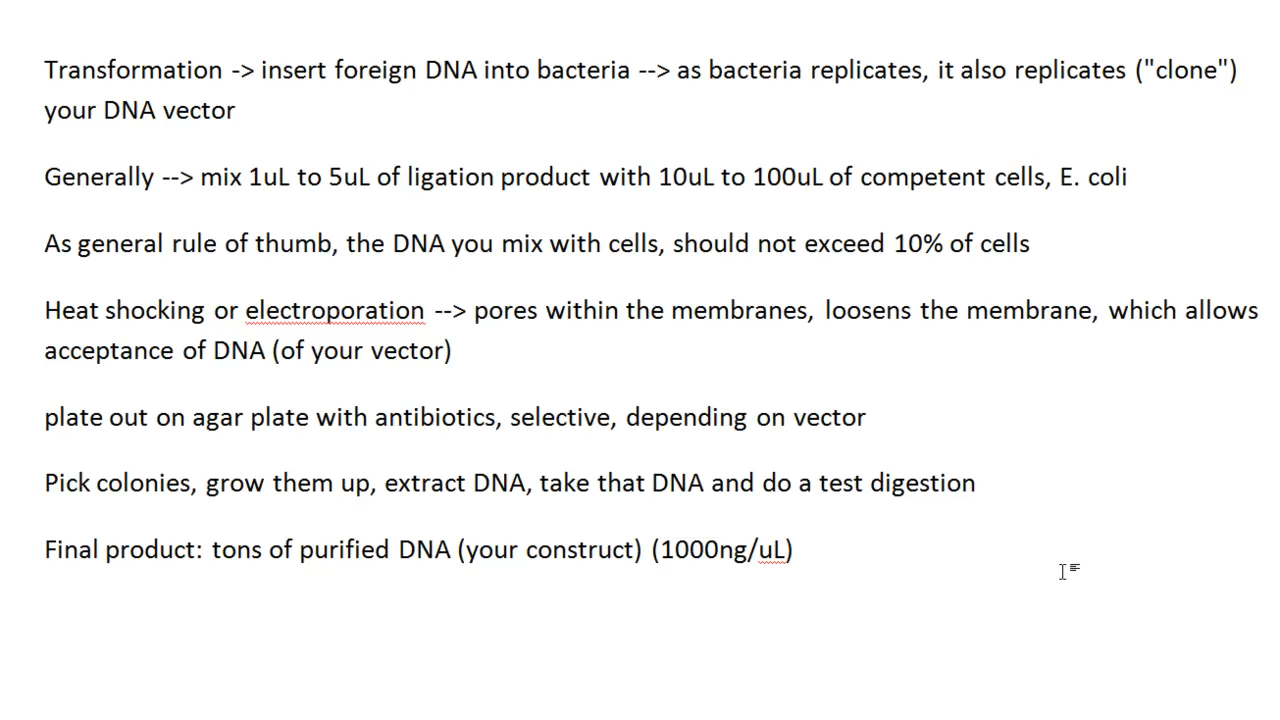 Transformation -> insert foreign DNA into bacteria --> as bacteria replicates, it also replicates ("clone")
your DNA vector
Generally --> mix 1uL to 5uL of ligation product with 10uL to 100uL of competent cells, E. coli
As general rule of thumb, the DNA you mix with cells, should not exceed 10% of cells
Heat shocking or electroporation --> pores within the membranes, loosens the membrane, which allows
acceptance of DNA (of your vector)
plate out on agar plate with antibiotics, selective, depending on vector
Pick colonies, grow them up, extract DNA, take that DNA and do a test digestion
Final product: tons of purified DNA (your construct) (1000ng/uL)